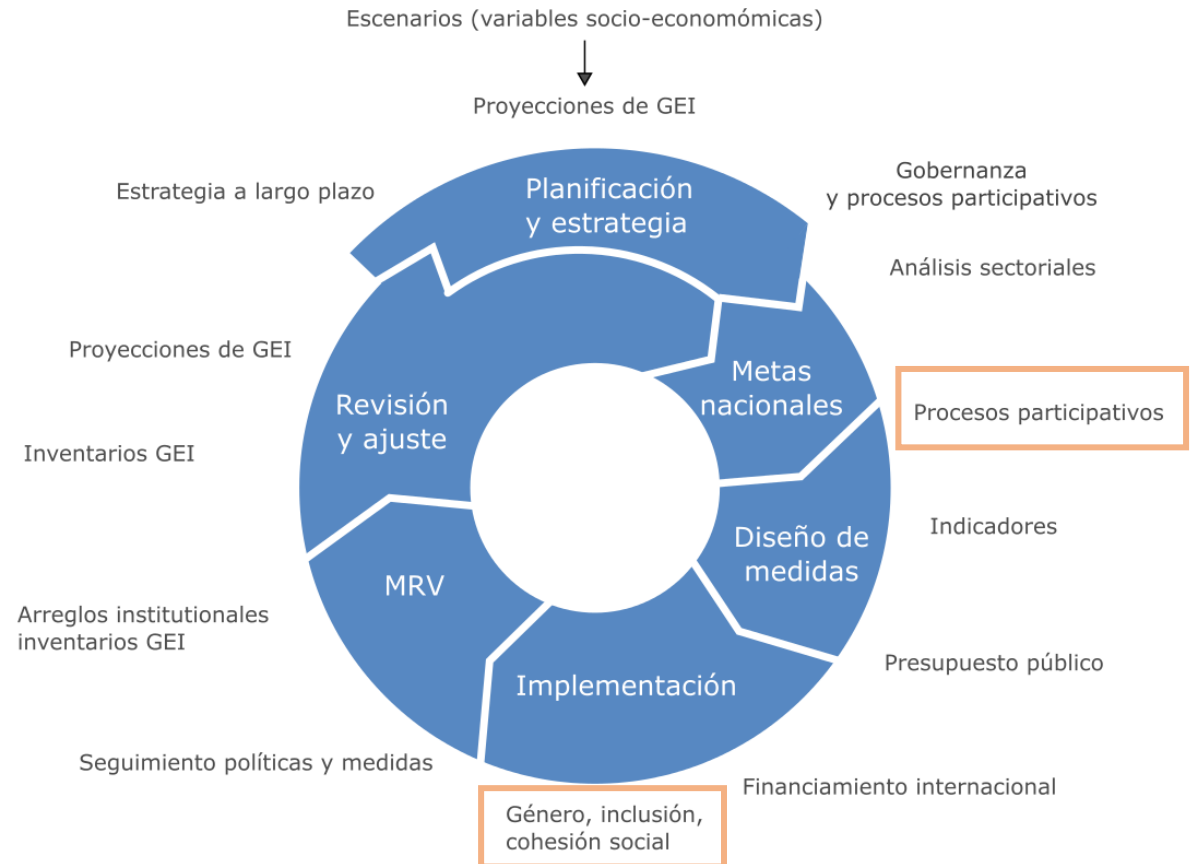 Escenarios (variables socio-econoómicas)
Proyecciones de GEI
Estrategia a largo plazo
Planificación
y estrategia
Gobernanza
y procesos participativos
Análisis sectoriales
Proyecciones de GEI
Metas
nacionales
Procesos participativos
Revisión
y ajuste
Inventarios GEI
Indicadores
Diseño de
medidas
MRV
Arreglos institutionales
inventarios GEI
Presupuesto público
Implementación
Seguimiento políticas y medidas
Financiamiento internacional
Género, inclusión,
cohesión social